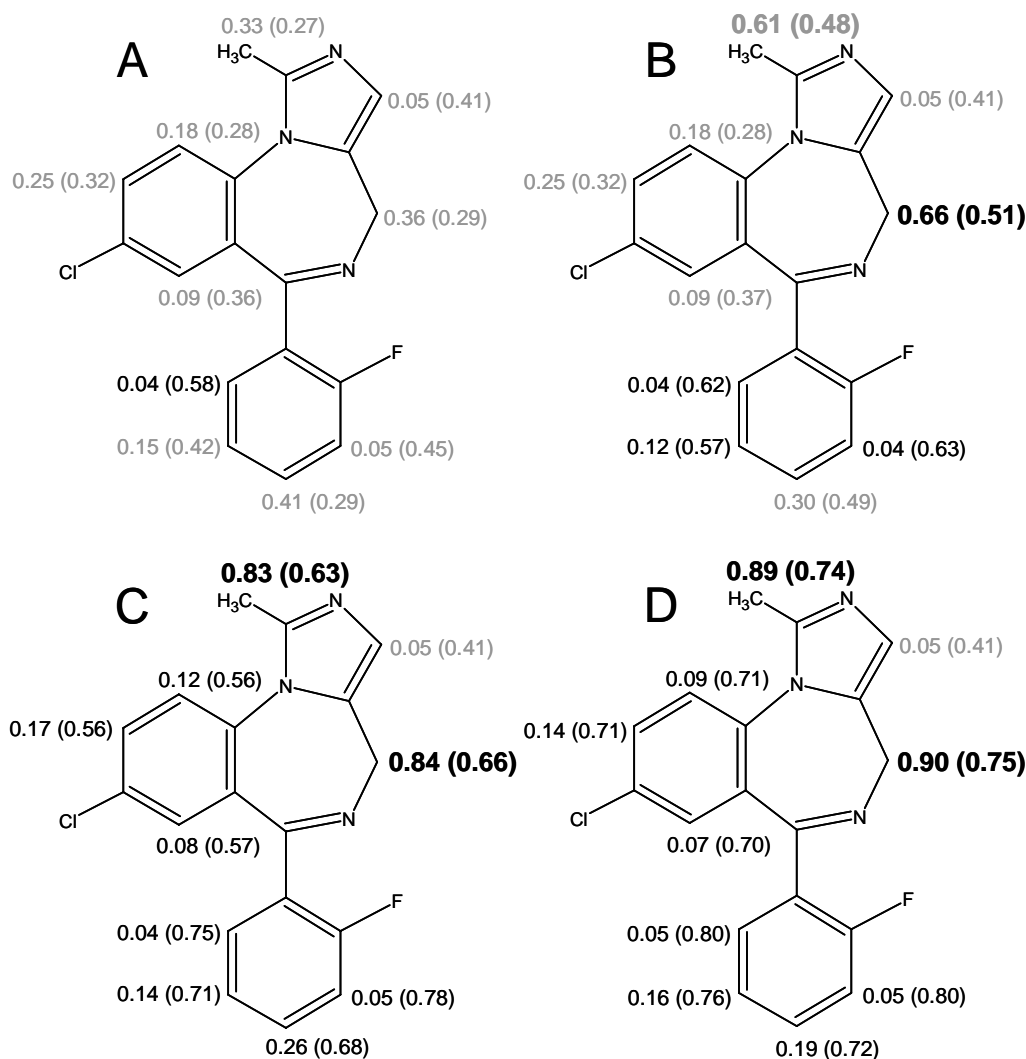 0.33 (0.27)
A
H₃C
N
0.05 (0.41)
0.18 (0.28)
N
0.25 (0.32)
0.36 (0.29)
Cl
N
0.09 (0.36)
F
0.04 (0.58)
0.15 (0.42)
0.05 (0.45)
0.41 (0.29)
0.61 (0.48)
B
H₃C
N
0.05 (0.41)
0.18 (0.28)
N
0.25 (0.32)
0.66 (0.51)
Cl
N
0.09 (0.37)
F
0.04 (0.62)
0.12 (0.57)
0.04 (0.63)
0.30 (0.49)
0.83 (0.63)
C
H₃C
N
0.05 (0.41)
0.12 (0.56)
N
0.17 (0.56)
0.84 (0.66)
Cl
N
0.08 (0.57)
F
0.04 (0.75)
0.14 (0.71)
0.05 (0.78)
0.26 (0.68)
0.89 (0.74)
D
H₃C
N
0.05 (0.41)
0.09 (0.71)
N
0.14 (0.71)
0.90 (0.75)
Cl
N
0.07 (0.70)
F
0.05 (0.80)
0.16 (0.76)
0.05 (0.80)
0.19 (0.72)